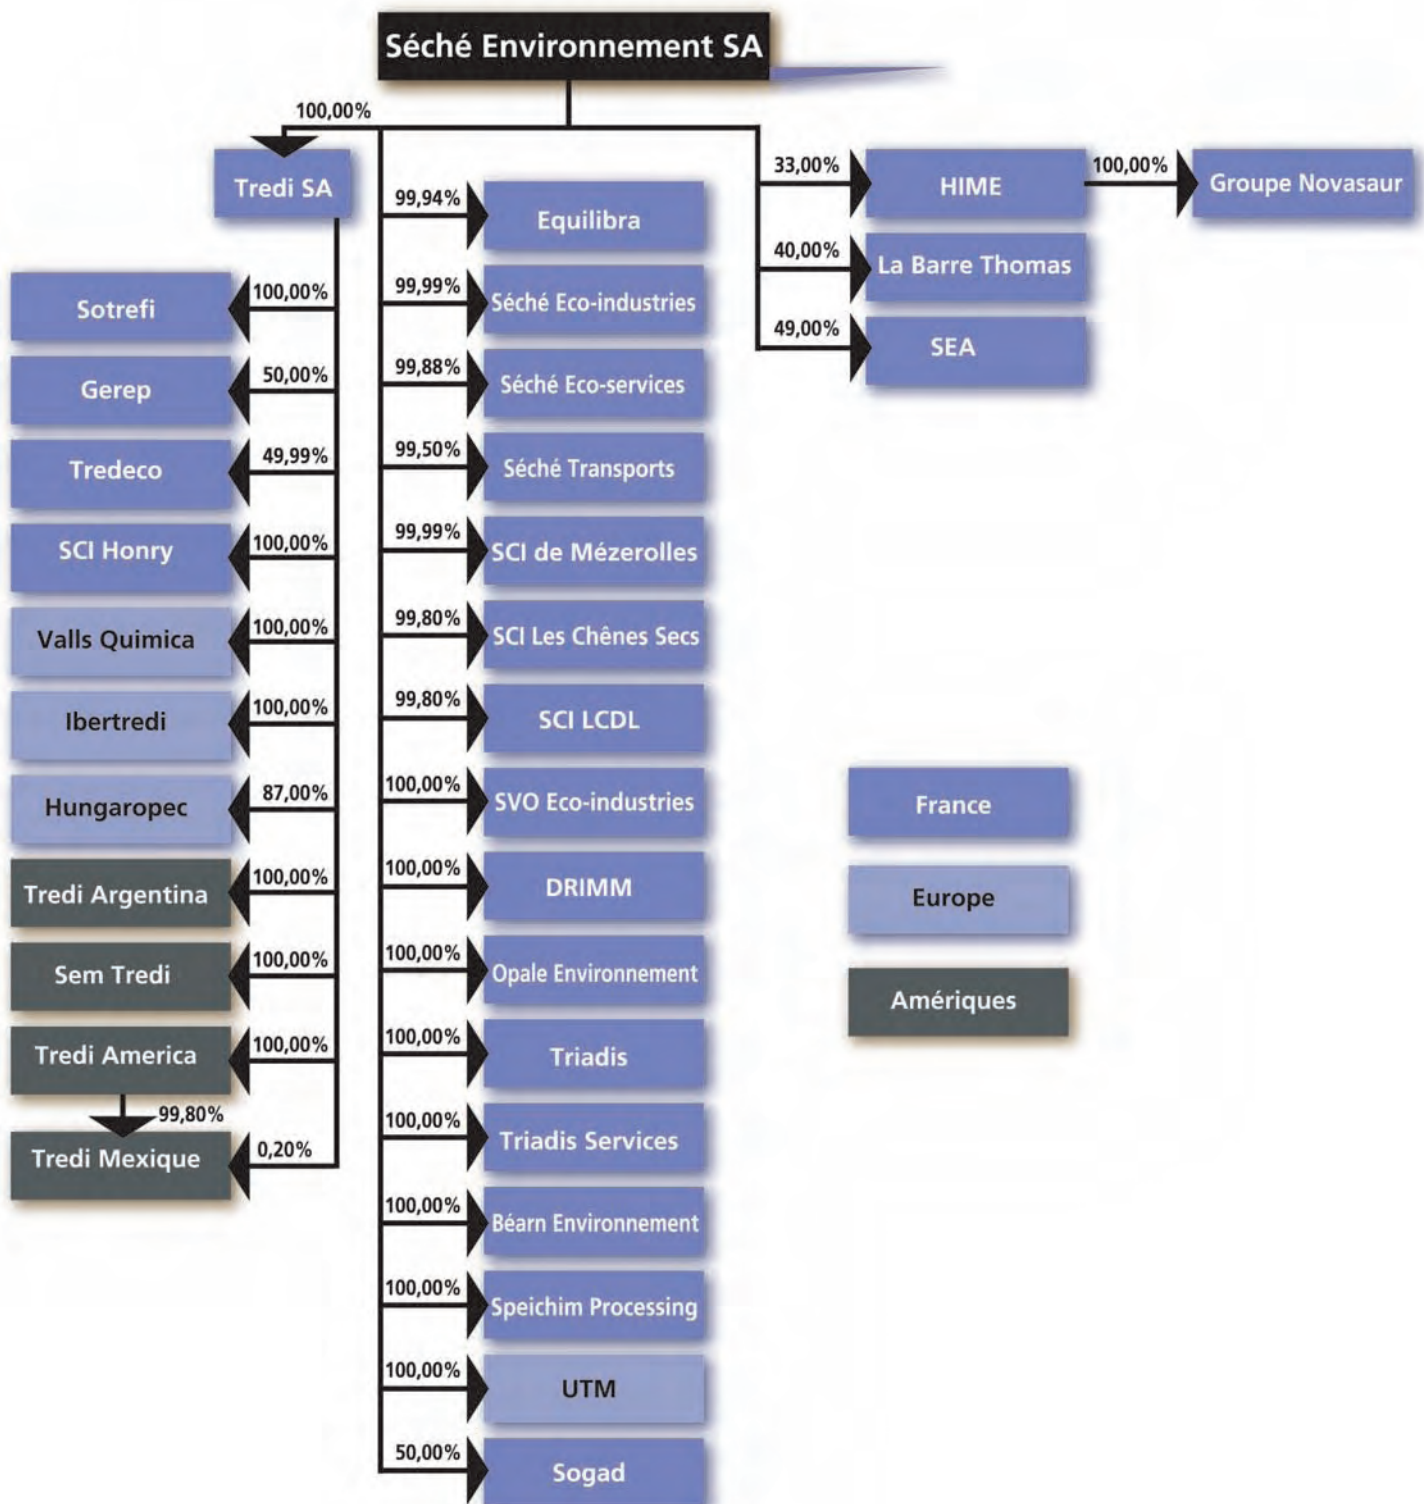 Séché Environnement SA
100,00%
Tredi SA
100,00%
Sotrefi
50,00%
Gerep
49,99%
Tredeco
100,00%
SCI Honry
100,00%
Valls Quimica
100,00%
Ibertredi
87,00%
Hungaropec
100,00%
Tredi Argentina
100,00%
Sem Tredi
100,00%
Tredi America
99,80%
0,20%
Tredi Mexique
99,94%
Equilibra
99,99%
Séché Eco-industries
99,88%
Séché Eco-services
99,50%
Séché Transports
99,99%
SCI de Mézerolles
99,80%
SCI Les Chênes Secs
99,80%
SCI LCDL
100,00%
SVO Eco-industries
100,00%
DRIMM
100,00%
Opale Environnement
100,00%
Triadis
100,00%
Triadis Services
100,00%
Béarn Environnement
100,00%
Speichim Processing
100,00%
UTM
50,00%
Sogad
33,00%
HIME
100,00%
Groupe Novasaur
40,00%
La Barre Thomas
49,00%
SEA
France
Europe
Amériques